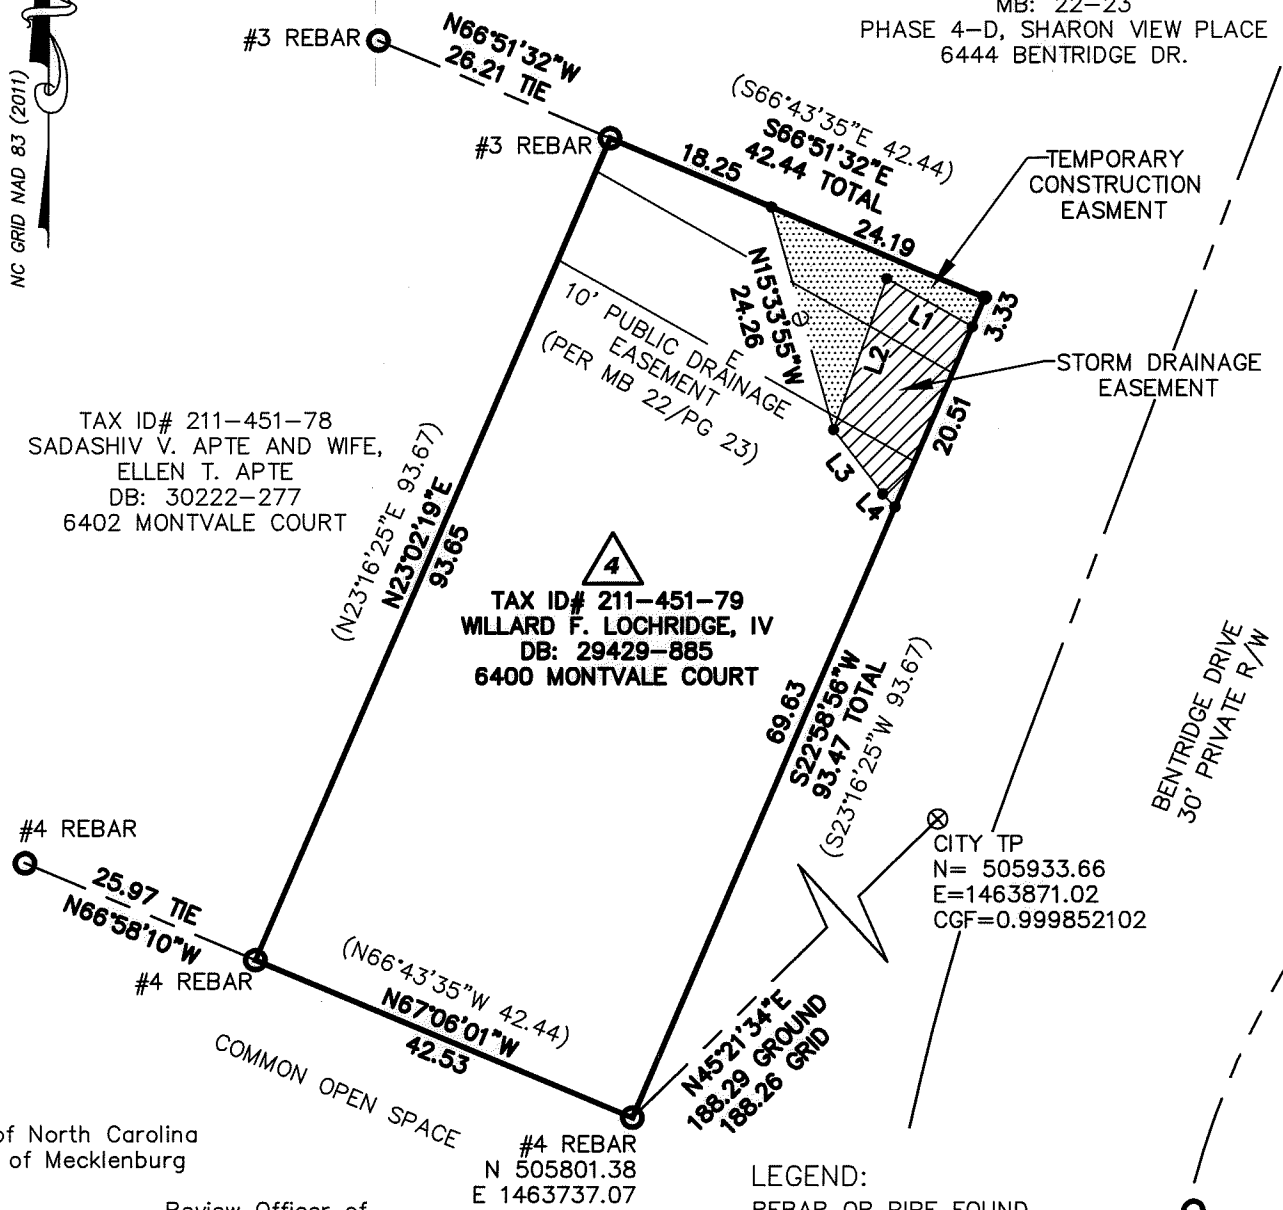 MB: 22-23
PHASE 4-D, SHARON VIEW PLACE
6444 BENTRIDGE DR.
#3 REBAR
N66°51'32"W
26.21 TIE
NC GRID NAD 83 (2011)
#3 REBAR
(S66°43'35"E 42.44)
S66°51'32"E
42.44 TOTAL
18.25
24.19
TEMPORARY
CONSTRUCTION
EASMENT
3.33
N15°33'55"W
24.26
e
L1
L2
10' PUBLIC DRAINAGE
EASEMENT
(PER MB 22/PG 23)
E
STORM DRAINAGE
EASEMENT
20.51
L3
L4
TAX ID# 211-451-78
SADASHIV V. APTE AND WIFE,
ELLEN T. APTE
DB: 30222-277
6402 MONTVALE COURT
(N23°16'25"E 93.67)
N23°02'19"E
93.65
4
TAX ID# 211-451-79
WILLARD F. LOCHRIDGE, IV
DB: 29429-885
6400 MONTVALE COURT
69.63
S22°58'56"W
93.47 TOTAL
(S23°16'25"W 93.67)
BENTRIDGE DRIVE
30' PRIVATE R/W
#4 REBAR
25.97 TIE
N66°58'10"W
#4 REBAR
CITY TP
N= 505933.66
E=1463871.02
CGF=0.999852102
(N66°43'35"W 42.44)
N67°06'01"W
42.53
COMMON OPEN SPACE
N45°21'34"E
188.29 GROUND
188.26 GRID
#4 REBAR
N 505801.38
E 1463737.07
of North Carolina
of Mecklenburg
Review Officer of
LEGEND:
REBAR OR PIPE FOUND